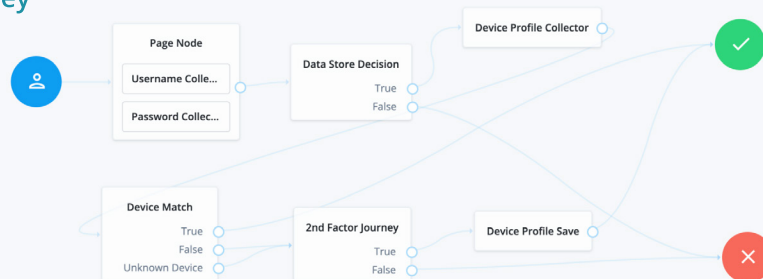 Page Node
Username Colle...
Password Collec...
Data Store Decision
True
False
Device Profile Collector
Device Match
True
False
Unknown Device
2nd Factor Journey
True
False
Device Profile Save